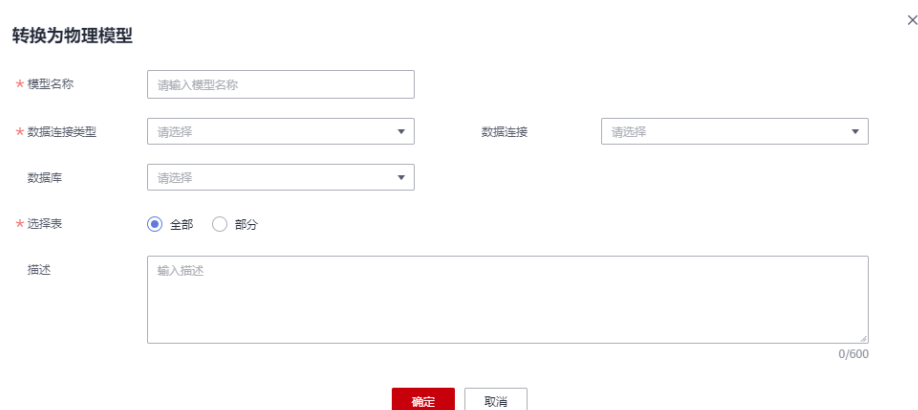 转换为物理模型
* 模型名称 请输入模型名称
* 数据连接类型 请选择 数据连接 请选择
数据库 请选择
* 选择表 全部 部分
描述 输入描述
0/600
确定 取消